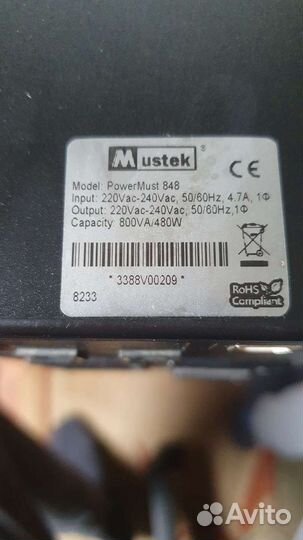 Mustek ®
CE
Model: PowerMust 848
Input: 220Vac-240Vac, 50/60Hz, 4.7A, 1Φ
Output: 220Vac-240Vac, 50/60Hz,1Φ
Capacity: 800VA/480W
* 3388V00209 *
8233
RoHS
Compliant
Avito